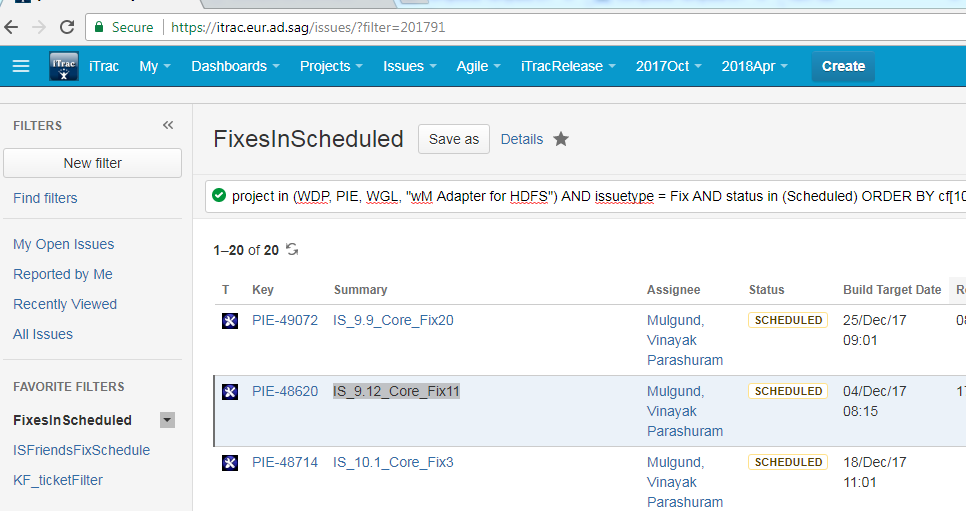 Secure | https://itrac.eur.ad.sag/issues/?filter=201791
iTrac iTrac My Dashboards Projects Issues Agile iTracRelease 2017Oct 2018Apr Create
FILTERS
New filter
Find filters
My Open Issues
Reported by Me
Recently Viewed
All Issues
FAVORITE FILTERS
FixesInScheduled
ISFriendsFixSchedule
KF_ticketFilter
FixesInScheduled Save as Details
project in (WDP, PIE, WGL, "wM Adapter for HDFS") AND issuetype = Fix AND status in (Scheduled) ORDER BY cf[10
1–20 of 20
T Key Summary Assignee Status Build Target Date R
PIE-49072 IS_9.9_Core_Fix20 Mulgund, SCHEDULED 25/Dec/17 08
Vinayak 09:01
Parashuram
PIE-48620 IS_9.12_Core_Fix11 Mulgund, SCHEDULED 04/Dec/17 17
Vinayak 08:15
Parashuram
PIE-48714 IS_10.1_Core_Fix3 Mulgund, SCHEDULED 18/Dec/17
Vinayak 11:01
Parashuram